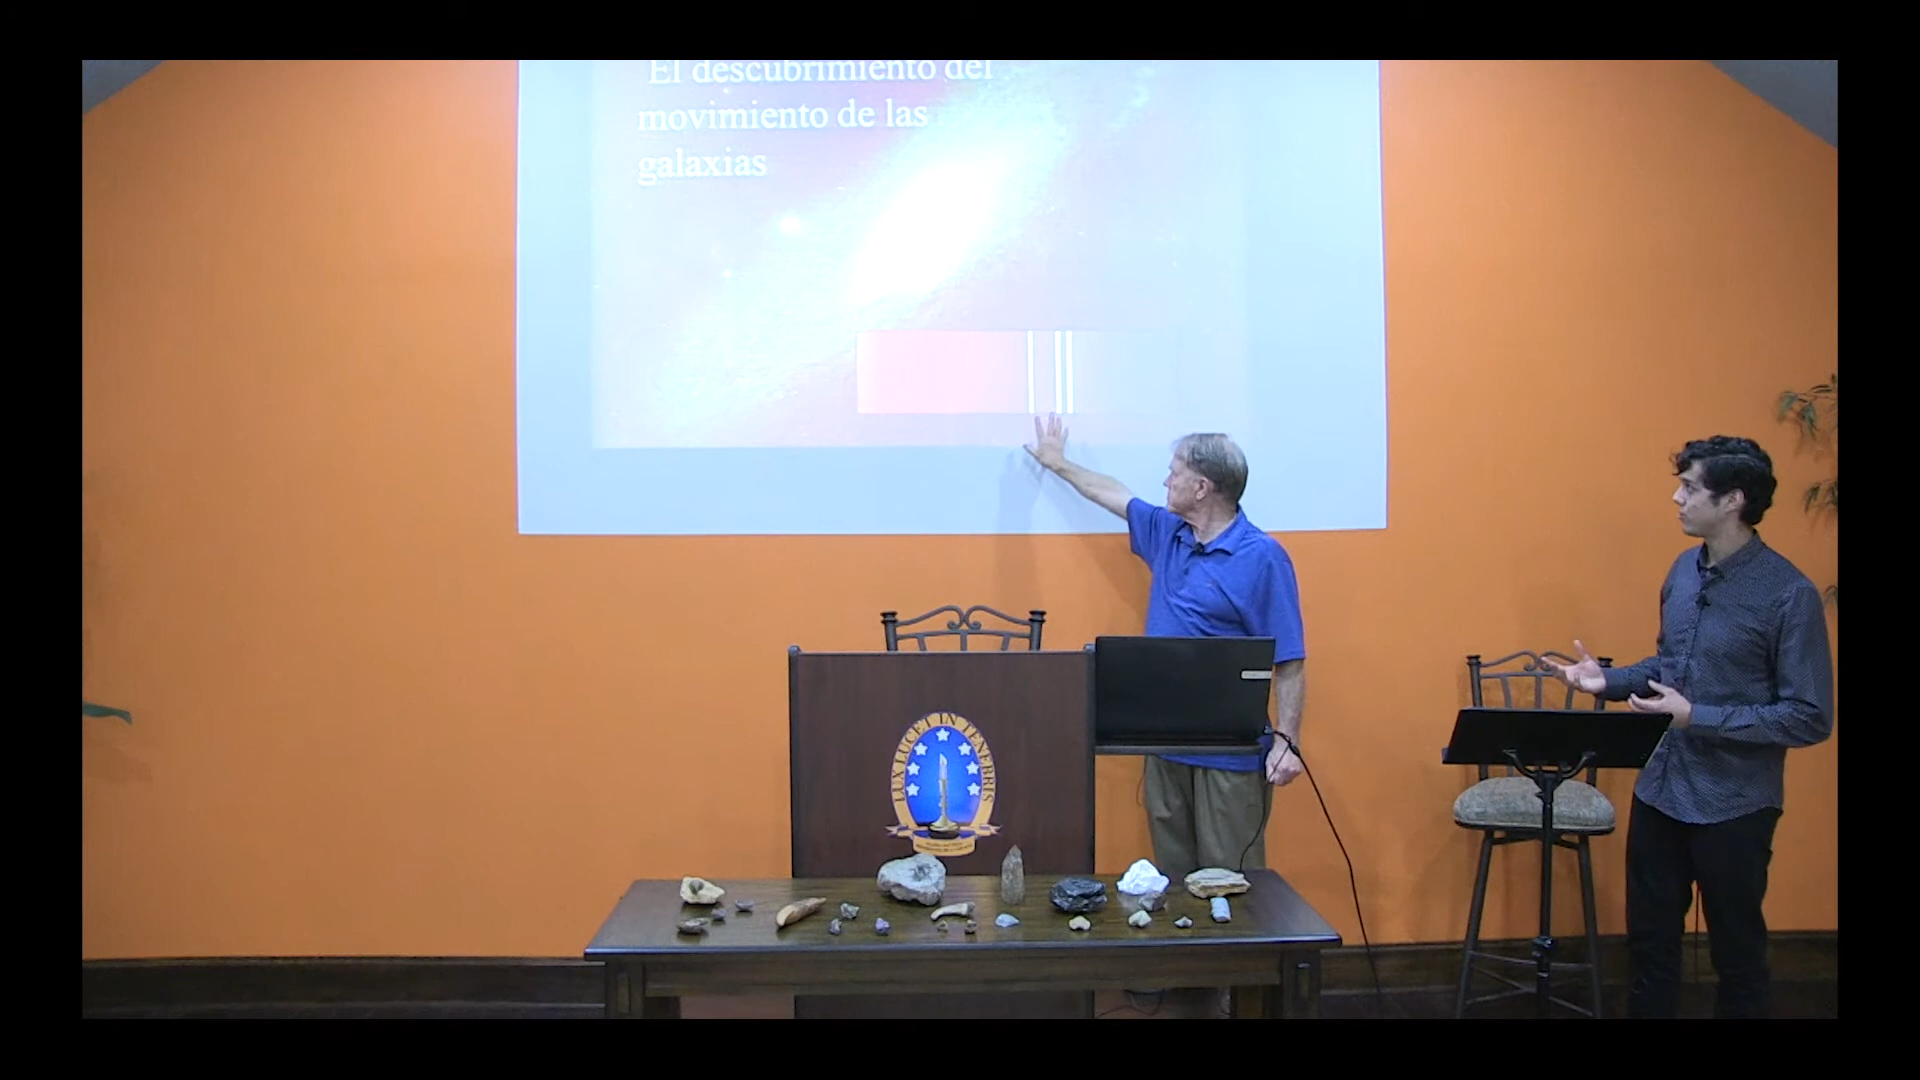 El descubrimiento del
movimiento de las
galaxias
LUX LUCET IN TENEBRIS